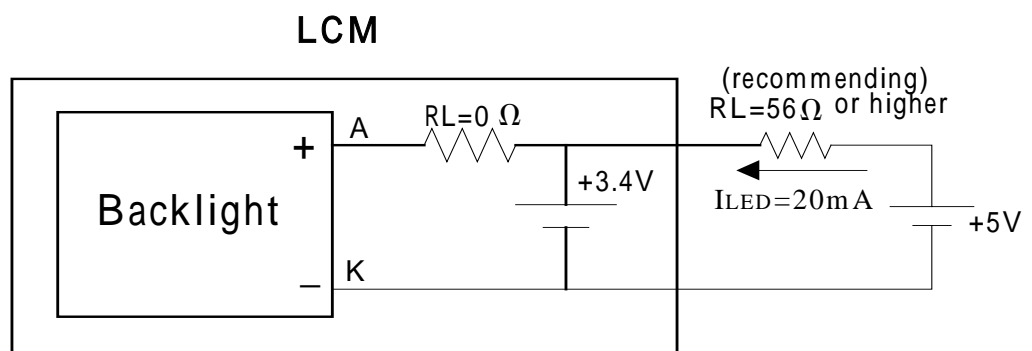 LCM
(recommending)
RL=56Ω or higher
RL=0 Ω
A
+
+3.4V
ILED=20mA
Backlight
+5V
K
–